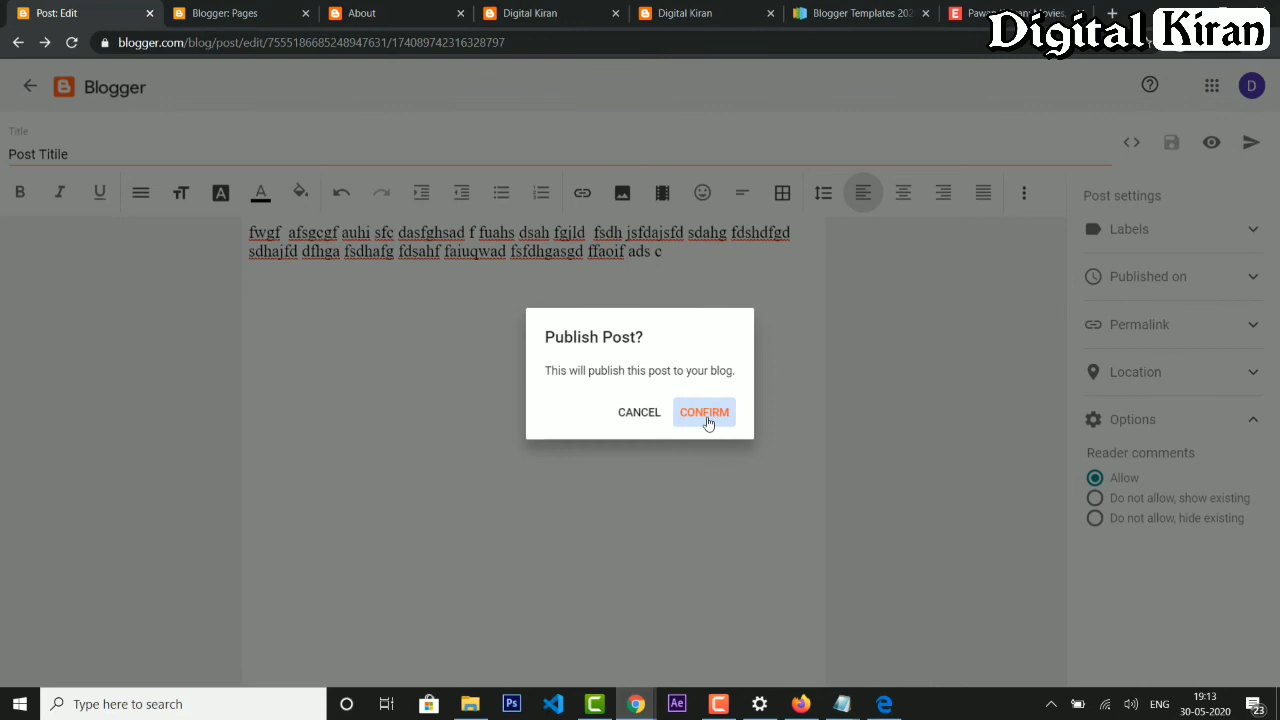 Post: Edit
Blogger: Pages
About
Digital Kiran
Digital Kiran
Blogger Templates 202
Digital Kiran
blogger.com/blog/post/edit/7555186685248947631/174089742316328797
Blogger
D
Title
Post Titile
Post settings
fwgf afsgcgf auhi sfc dasfghsad f fuahs dsah fgjld fsdh jsfdajsfd sdahg fdshdfgd
sdhajfd dfhga fsdhafg fdsahf faiuqwad fsfdhgasgd ffaoif ads c
Labels
Published on
Permalink
Location
Options
Reader comments
Allow
Do not allow, show existing
Do not allow, hide existing
Publish Post?
This will publish this post to your blog.
CANCEL
CONFIRM
Type here to search
Ps
Ae
ENG
19:13
30-05-2020
23